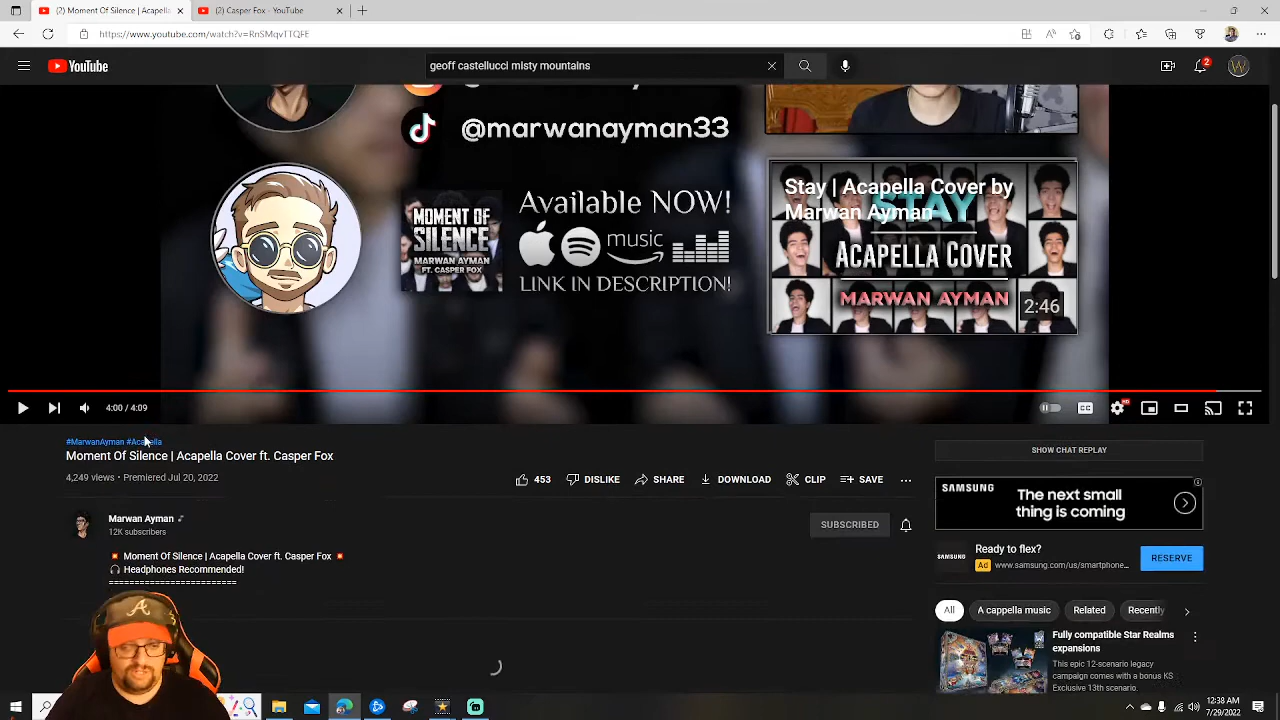 (2) Moment Of Silence | Acapella
(2) Casper Fox - YouTube
https://www.youtube.com/watch?v=RnSMqvTTQFE
YouTube
geoff castellucci misty mountains
2
@marwanayman33
Available NOW!
music
LINK IN DESCRIPTION!
MOMENT OF
SILENCE
MARWAN AYMAN
FT. CASPER FOX
Stay | Acapella Cover by
Marwan Ayman
STAY
ACAPELLA COVER
MARWAN AYMAN
2:46
4:00 / 4:09
CC
HD
#MarwanAyman #Acapella
Moment Of Silence | Acapella Cover ft. Casper Fox
4,249 views • Premiered Jul 20, 2022
453
DISLIKE
SHARE
DOWNLOAD
CLIP
SAVE
Marwan Ayman
12K subscribers
SUBSCRIBED
💥 Moment Of Silence | Acapella Cover ft. Casper Fox 💥
🎧 Headphones Recommended!
==========================
SHOW CHAT REPLAY
SAMSUNG
The next small
thing is coming
SAMSUNG
Ready to flex?
Ad www.samsung.com/us/smartphone...
RESERVE
All
A cappella music
Related
Recently
Fully compatible Star Realms
expansions
This epic 12-scenario legacy
campaign comes with a bonus KS
Exclusive 13th scenario.
A
12:38 AM
7/29/2022